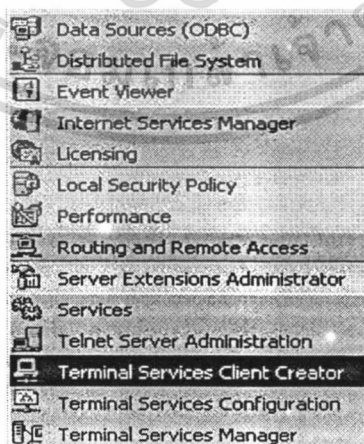 Data Sources (ODBC)
Distributed File System
Event Viewer
Internet Services Manager
Licensing
Local Security Policy
Performance
Routing and Remote Access
Server Extensions Administrator
Services
Telnet Server Administration
Terminal Services Client Creator
Terminal Services Configuration
Terminal Services Manager